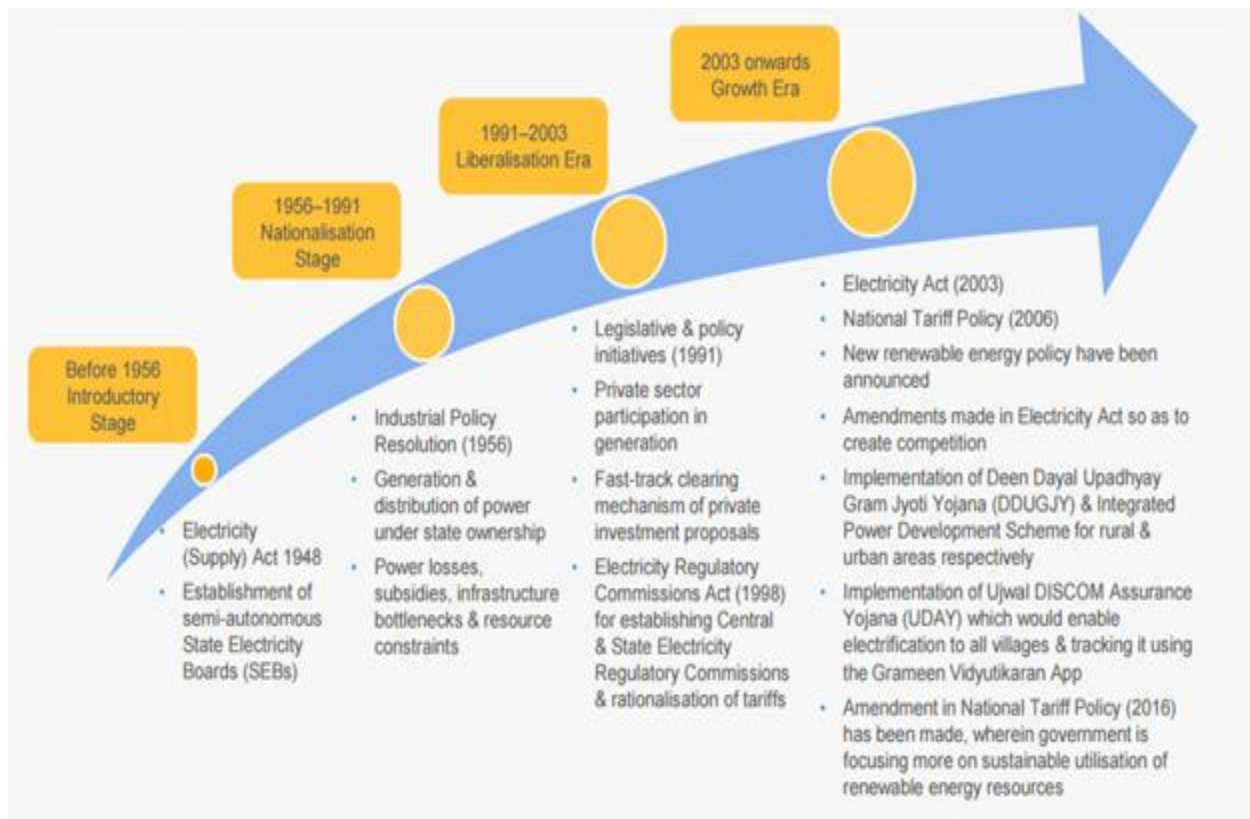 2003 onwards
Growth Era
1991–2003
Liberalisation Era
1956–1991
Nationalisation
Stage
Before 1956
Introductory
Stage
• Electricity
(Supply) Act 1948
• Establishment of
semi-autonomous
State Electricity
Boards (SEBs)
• Industrial Policy
Resolution (1956)
• Generation &
distribution of power
under state ownership
• Power losses,
subsidies, infrastructure
bottlenecks & resource
constraints
• Legislative & policy
initiatives (1991)
• Private sector
participation in
generation
• Fast-track clearing
mechanism of private
investment proposals
• Electricity Regulatory
Commissions Act (1998)
for establishing Central
& State Electricity
Regulatory Commissions
& rationalisation of tariffs
• Electricity Act (2003)
• National Tariff Policy (2006)
• New renewable energy policy have been
announced
• Amendments made in Electricity Act so as to
create competition
• Implementation of Deen Dayal Upadhyay
Gram Jyoti Yojana (DDUGJY) & Integrated
Power Development Scheme for rural &
urban areas respectively
• Implementation of Ujwal DISCOM Assurance
Yojana (UDAY) which would enable
electrification to all villages & tracking it using
the Grameen Vidyutikaran App
• Amendment in National Tariff Policy (2016)
has been made, wherein government is
focusing more on sustainable utilisation of
renewable energy resources